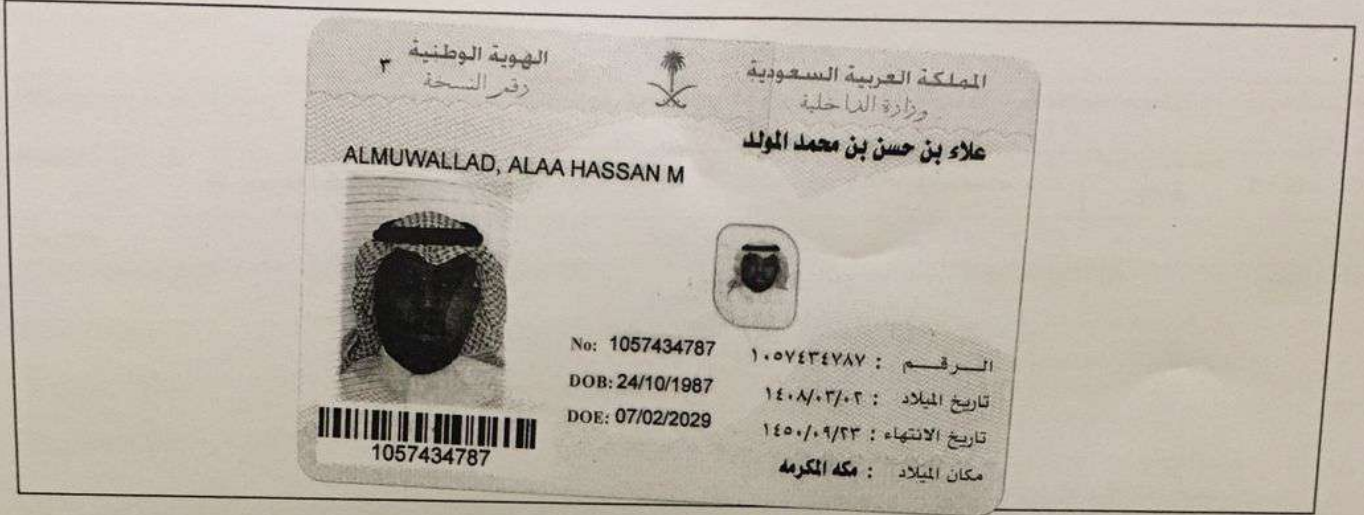 المملكة العربية السعودية
وزارة الداخلية
الهوية الوطنية
رقم النسخة ٣
علاء بن حسن بن محمد المولد
ALMUWALLAD, ALAA HASSAN M
الرقم : ١٠٥٧٤٣٤٧٨٧
No: 1057434787
تاريخ الميلاد : ١٤٠٨/٠٣/٠٢
DOB: 24/10/1987
تاريخ الانتهاء : ١٤٥٠/٠٩/٢٣
DOE: 07/02/2029
مكان الميلاد : مكه المكرمه
1057434787